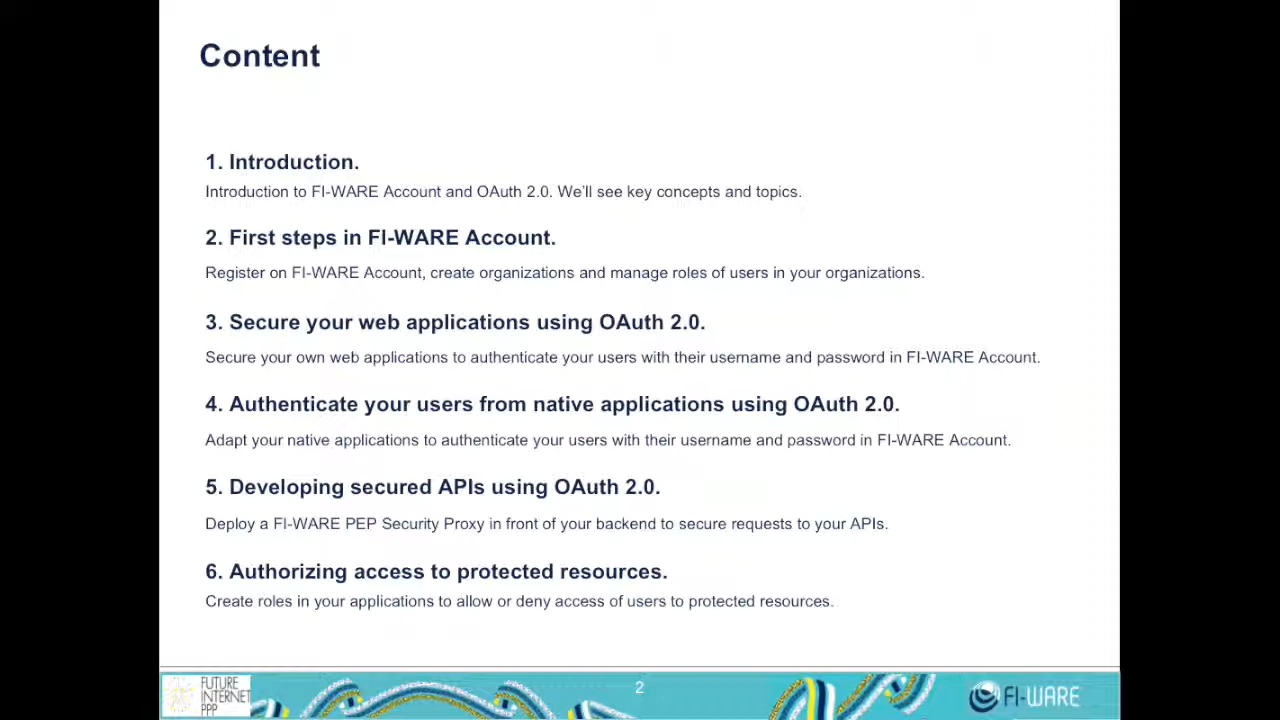 Content
1. Introduction.
Introduction to FI-WARE Account and OAuth 2.0. We'll see key concepts and topics.
2. First steps in FI-WARE Account.
Register on FI-WARE Account, create organizations and manage roles of users in your organizations.
3. Secure your web applications using OAuth 2.0.
Secure your own web applications to authenticate your users with their username and password in FI-WARE Account.
4. Authenticate your users from native applications using OAuth 2.0.
Adapt your native applications to authenticate your users with their username and password in FI-WARE Account.
5. Developing secured APIs using OAuth 2.0.
Deploy a FI-WARE PEP Security Proxy in front of your backend to secure requests to your APIs.
6. Authorizing access to protected resources.
Create roles in your applications to allow or deny access of users to protected resources.
FUTURE
INTERNET
PPP
2
FI-WARE